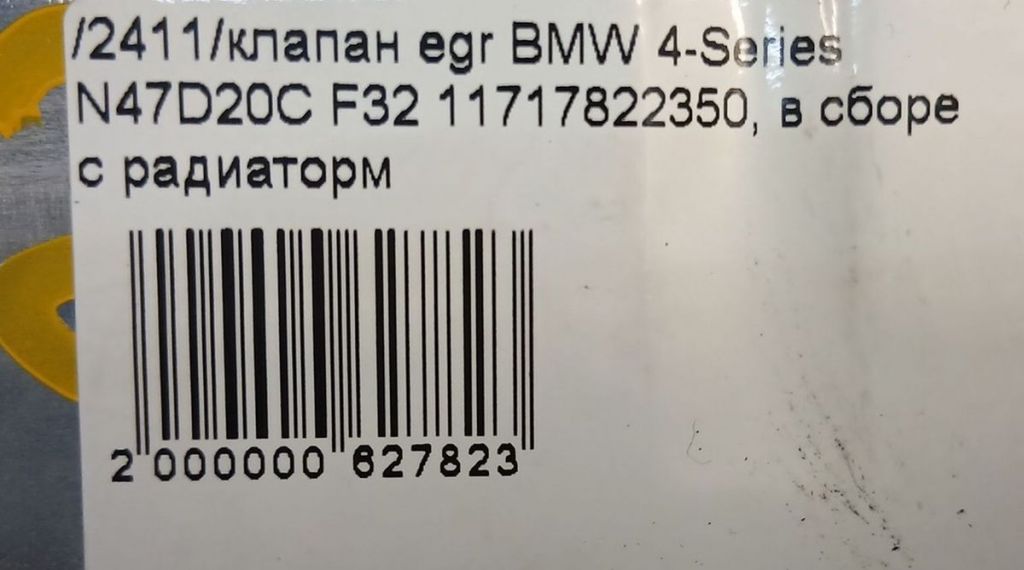 /2411/клапан egr BMW 4-Series
N47D20C F32 11717822350, в сборе
с радиаторм
2 000000 627823